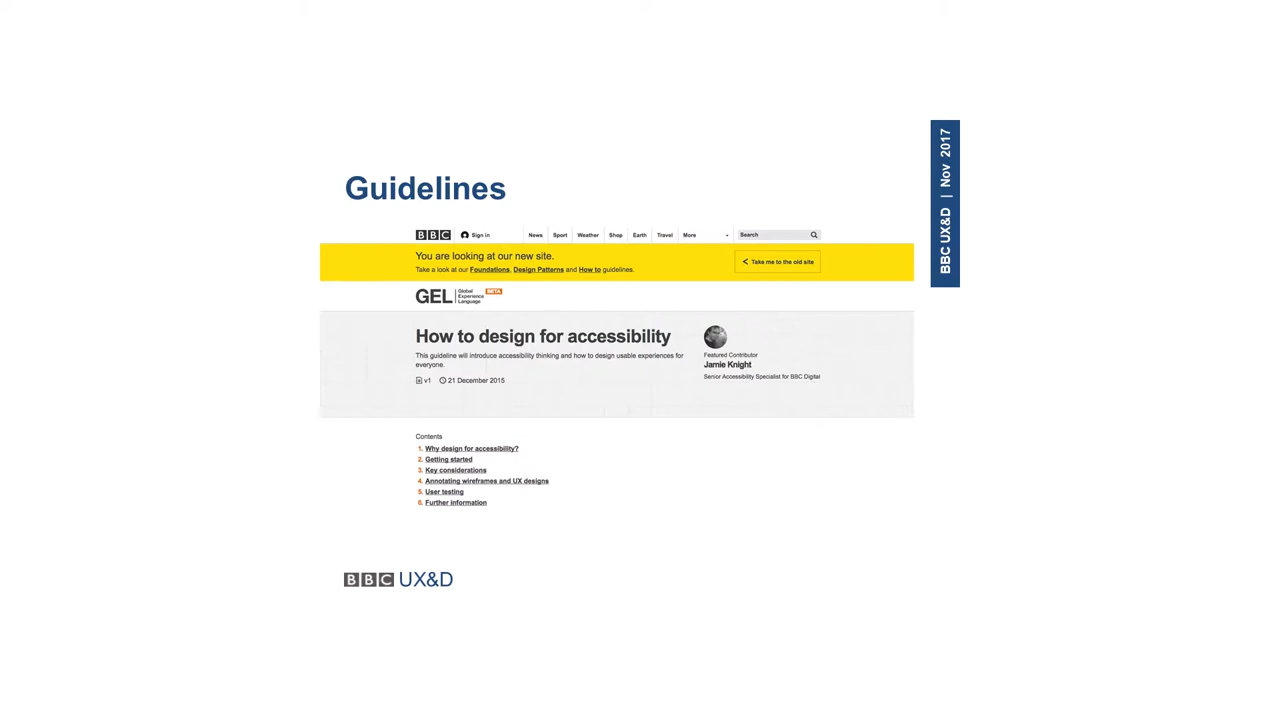 Guidelines
BBC Sign in News Sport Weather Shop Earth Travel More Search
You are looking at our new site.
Take a look at our Foundations, Design Patterns and How to guidelines.
Take me to the old site
GEL Global Experience Language BETA
How to design for accessibility
This guideline will introduce accessibility thinking and how to design usable experiences for
everyone.
v1 21 December 2015
Featured Contributor
Jamie Knight
Senior Accessibility Specialist for BBC Digital
Contents
1. Why design for accessibility?
2. Getting started
3. Key considerations
4. Annotating wireframes and UX designs
5. User testing
6. Further information
BBC UX&D
BBC UX&D | Nov 2017